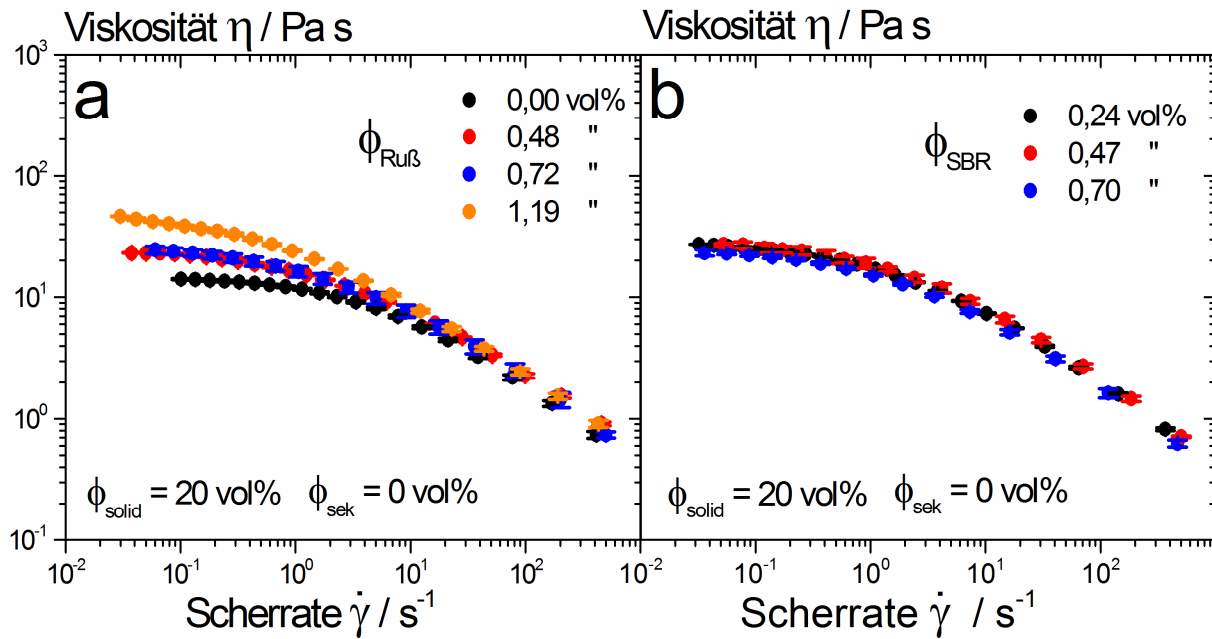 Viskosität η / Pa s
a
ϕRuß
0,00 vol%
0,48 "
0,72 "
1,19 "
ϕsolid = 20 vol% ϕsek = 0 vol%
10³
10²
10¹
10⁰
10⁻¹
10⁻² 10⁻¹ 10⁰ 10¹ 10²
Scherrate γ̇ / s⁻¹
Viskosität η / Pa s
b
ϕSBR
0,24 vol%
0,47 "
0,70 "
ϕsolid = 20 vol% ϕsek = 0 vol%
10⁻² 10⁻¹ 10⁰ 10¹ 10²
Scherrate γ̇ / s⁻¹